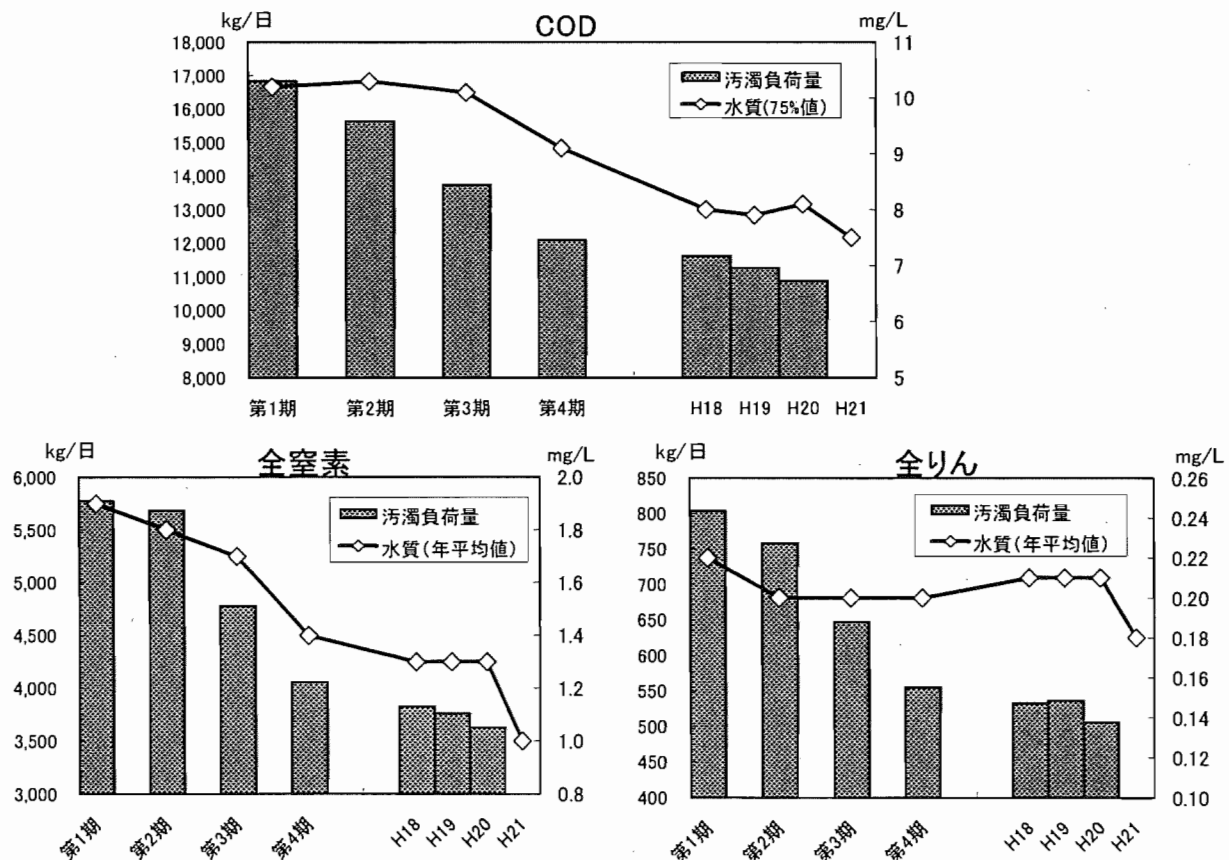 kg/日
COD
mg/L
18,000
17,000
16,000
15,000
14,000
13,000
12,000
11,000
10,000
9,000
8,000
11
10
9
8
7
6
5
汚濁負荷量
水質(75%値)
第1期
第2期
第3期
第4期
H18
H19
H20
H21
kg/日
全窒素
mg/L
6,000
5,500
5,000
4,500
4,000
3,500
3,000
2.0
1.8
1.6
1.4
1.2
1.0
0.8
汚濁負荷量
水質(年平均値)
第1期
第2期
第3期
第4期
H18
H19
H20
H21
kg/日
全りん
mg/L
850
800
750
700
650
600
550
500
450
400
0.26
0.24
0.22
0.20
0.18
0.16
0.14
0.12
0.10
汚濁負荷量
水質(年平均値)
第1期
第2期
第3期
第4期
H18
H19
H20
H21